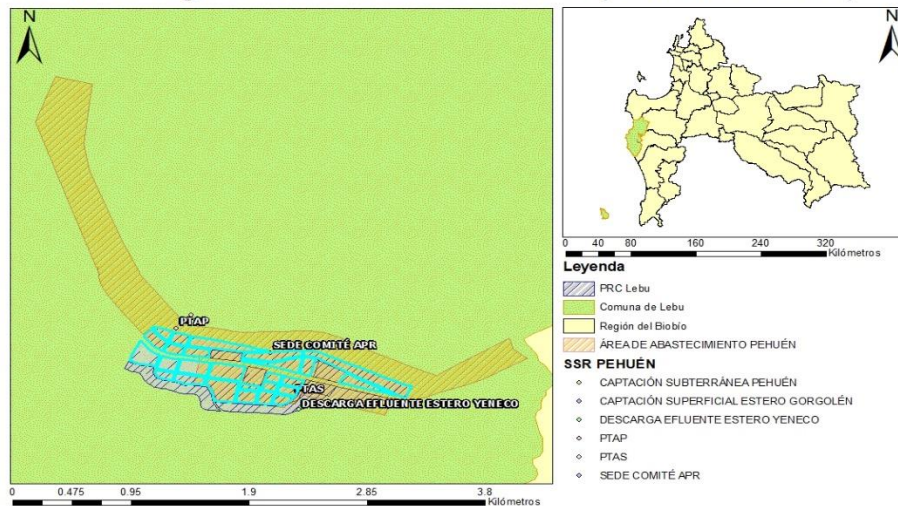 N
PTAP
SEDE COMITÉ APR
PTAS
DESCARGA EFLUENTE ESTERO YENECO
0 0.475 0.95 1.9 2.85 3.8
Kilómetros
N
0 40 80 160 240 320
Kilómetros
Leyenda
PRC Lebu
Comuna de Lebu
Región del Biobío
ÁREA DE ABASTECIMIENTO PEHUÉN
SSR PEHUÉN
CAPTACIÓN SUBTERRÁNEA PEHUÉN
CAPTACIÓN SUPERFICIAL ESTERO GORGOLÉN
DESCARGA EFLUENTE ESTERO YENECO
PTAP
PTAS
SEDE COMITÉ APR